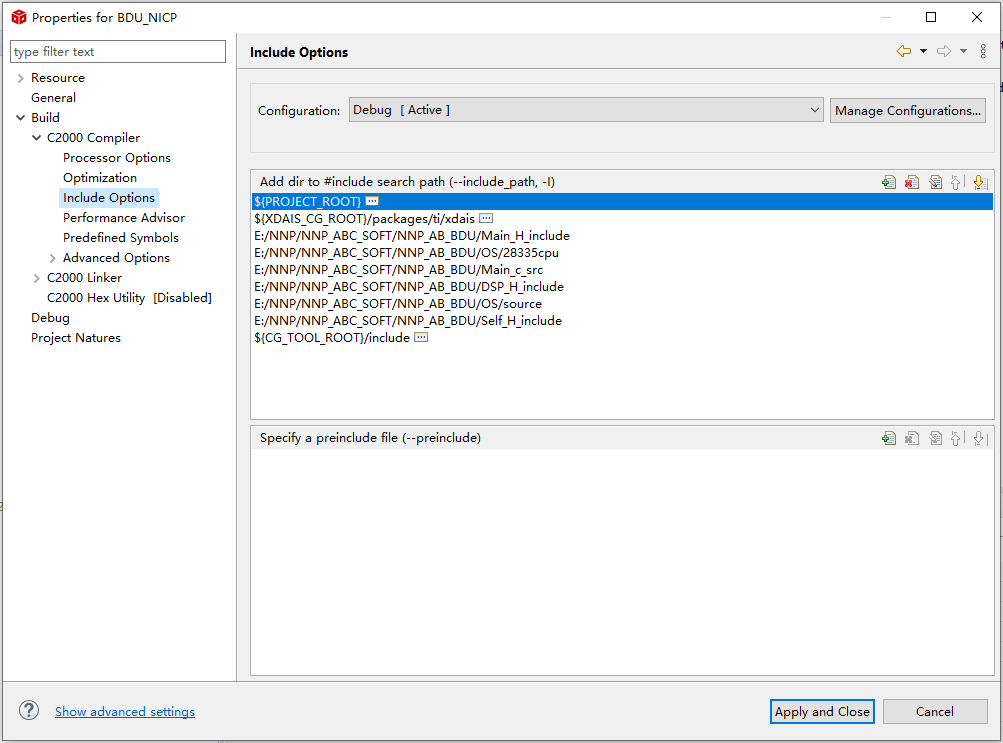 Properties for BDU_NICP
type filter text
Resource
General
Build
C2000 Compiler
Processor Options
Optimization
Include Options
Performance Advisor
Predefined Symbols
Advanced Options
C2000 Linker
C2000 Hex Utility [Disabled]
Debug
Project Natures
Include Options
Configuration: Debug [ Active ] Manage Configurations...
Add dir to #include search path (--include_path, -I)
${PROJECT_ROOT}
${XDAIS_CG_ROOT}/packages/ti/xdais
E:/NNP/NNP_ABC_SOFT/NNP_AB_BDU/Main_H_include
E:/NNP/NNP_ABC_SOFT/NNP_AB_BDU/OS/28335cpu
E:/NNP/NNP_ABC_SOFT/NNP_AB_BDU/Main_c_src
E:/NNP/NNP_ABC_SOFT/NNP_AB_BDU/DSP_H_include
E:/NNP/NNP_ABC_SOFT/NNP_AB_BDU/OS/source
E:/NNP/NNP_ABC_SOFT/NNP_AB_BDU/Self_H_include
${CG_TOOL_ROOT}/include
Specify a preinclude file (--preinclude)
Show advanced settings
Apply and Close Cancel